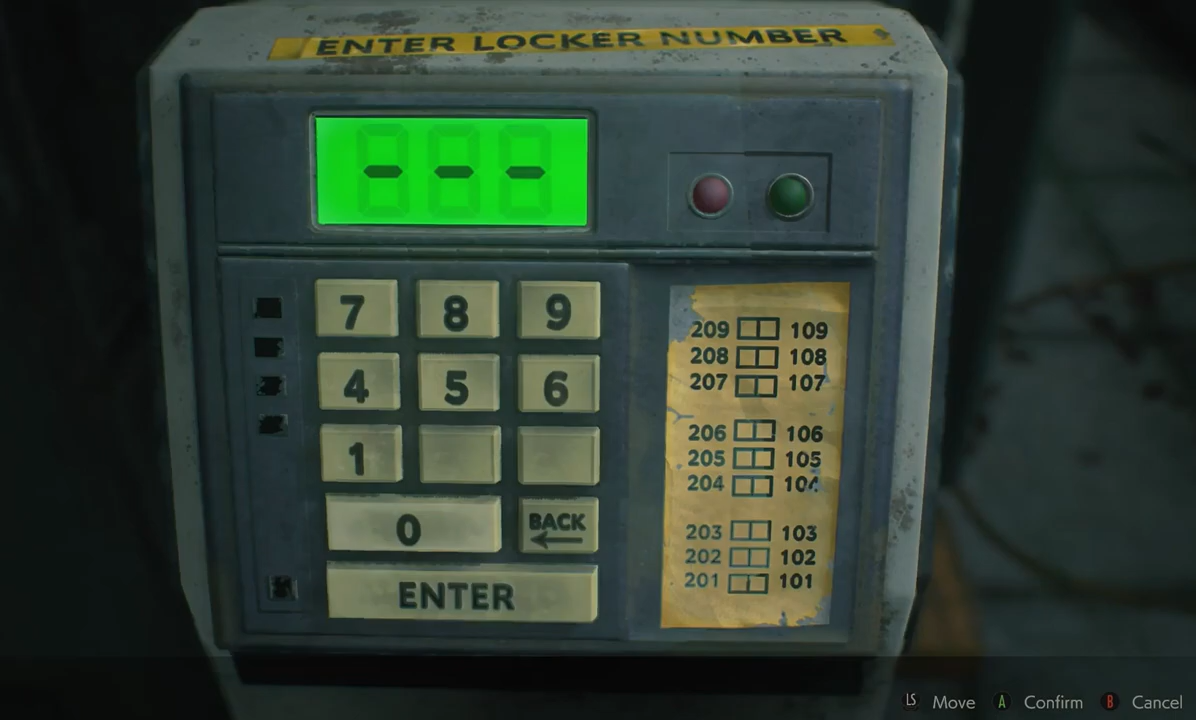 ENTER LOCKER NUMBER
7 8 9
4 5 6
1
0 BACK
ENTER
209 109
208 108
207 107
206 106
205 105
204 104
203 103
202 102
201 101
LS Move A Confirm B Cancel